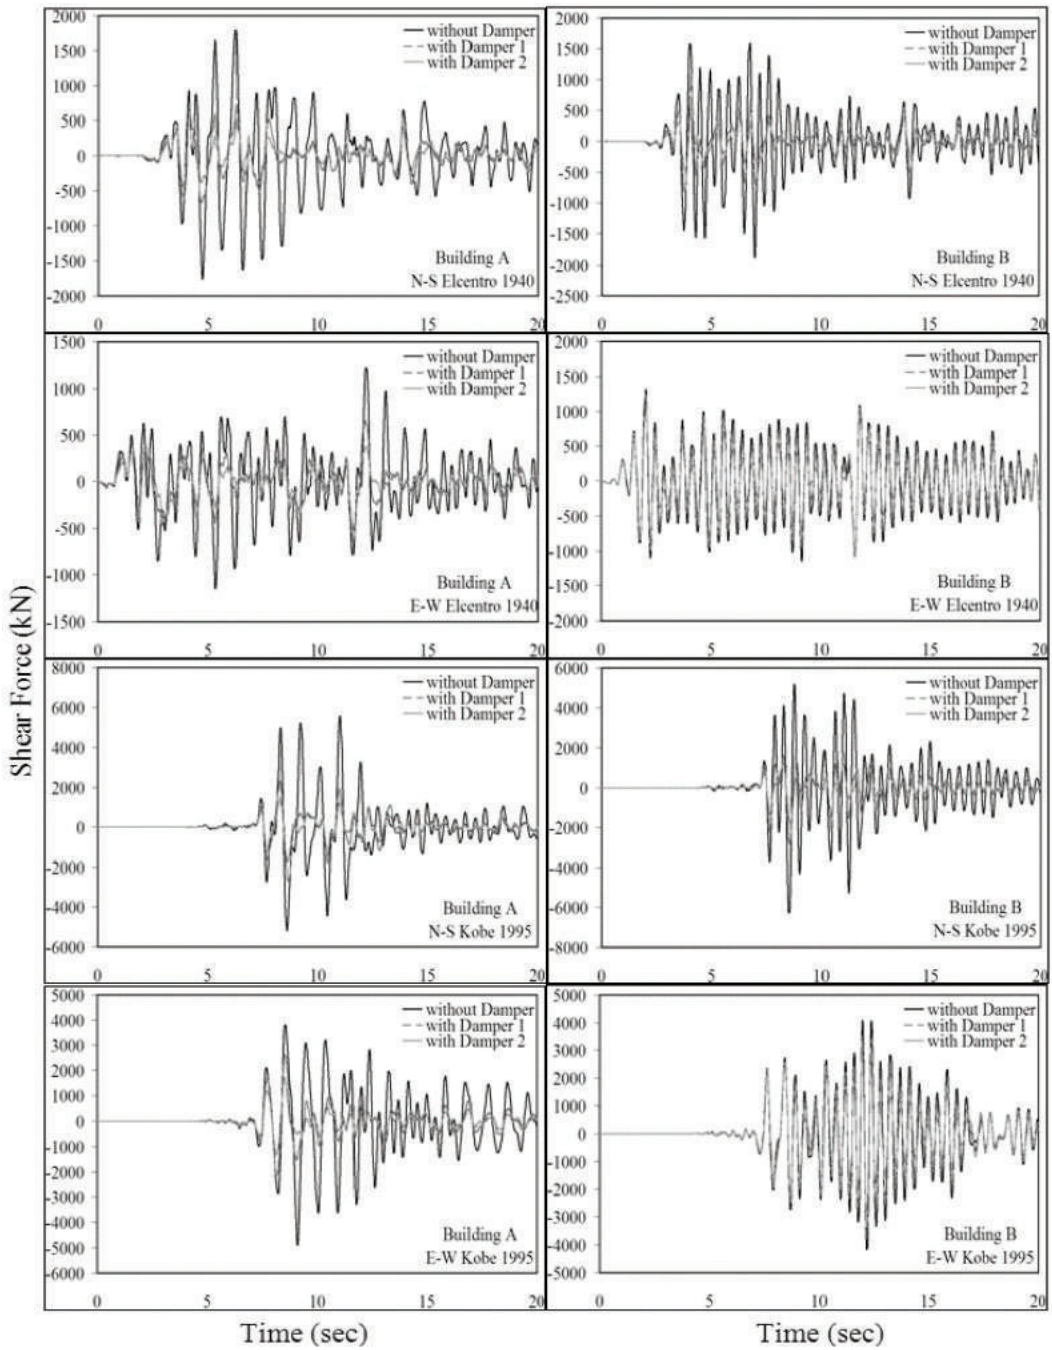 Shear Force (kN)
2000
1500
1000
500
0
-500
-1000
-1500
-2000
without Damper
with Damper 1
with Damper 2
Building A
N-S Elcentro 1940
0 5 10 15 20
2000
1500
1000
500
0
-500
-1000
-1500
-2000
-2500
without Damper
with Damper 1
with Damper 2
Building B
N-S Elcentro 1940
0 5 10 15 20
1500
1000
500
0
-500
-1000
-1500
without Damper
with Damper 1
with Damper 2
Building A
E-W Elcentro 1940
0 5 10 15 20
2000
1500
1000
500
0
-500
-1000
-1500
-2000
without Damper
with Damper 1
with Damper 2
Building B
E-W Elcentro 1940
0 5 10 15 20
8000
6000
4000
2000
0
-2000
-4000
-6000
without Damper
with Damper 1
with Damper 2
Building A
N-S Kobe 1995
0 5 10 15 20
6000
4000
2000
0
-2000
-4000
-6000
-8000
without Damper
with Damper 1
with Damper 2
Building B
N-S Kobe 1995
0 5 10 15 20
5000
4000
3000
2000
1000
0
-1000
-2000
-3000
-4000
-5000
-6000
without Damper
with Damper 1
with Damper 2
Building A
E-W Kobe 1995
0 5 10 15 20
5000
4000
3000
2000
1000
0
-1000
-2000
-3000
-4000
-5000
without Damper
with Damper 1
with Damper 2
Building B
E-W Kobe 1995
0 5 10 15 20
Time (sec)
Time (sec)